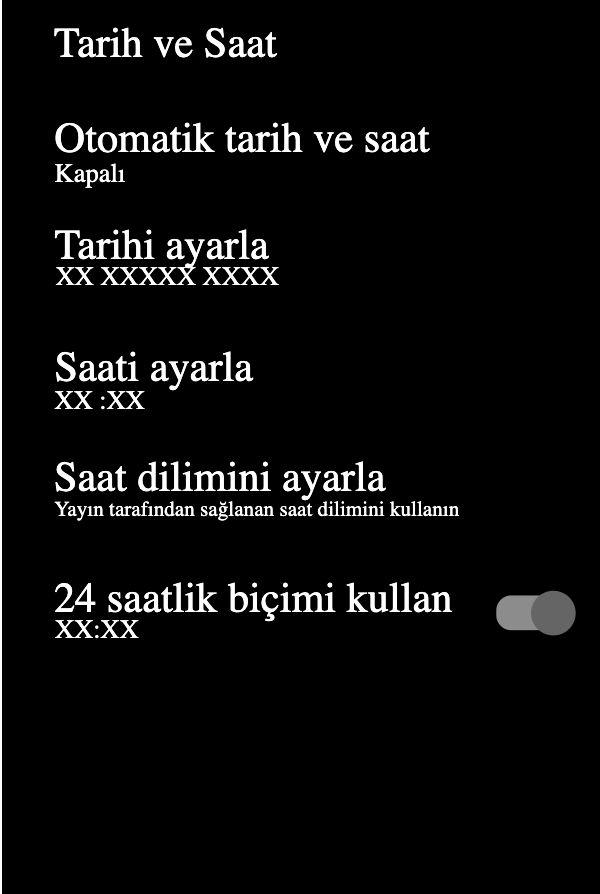 Tarih ve Saat
Otomatik tarih ve saat
Kapalı
Tarihi ayarla
XX XXXXX XXXX
Saati ayarla
XX :XX
Saat dilimini ayarla
Yayın tarafından sağlanan saat dilimini kullanın
24 saatlik biçimi kullan
XX:XX